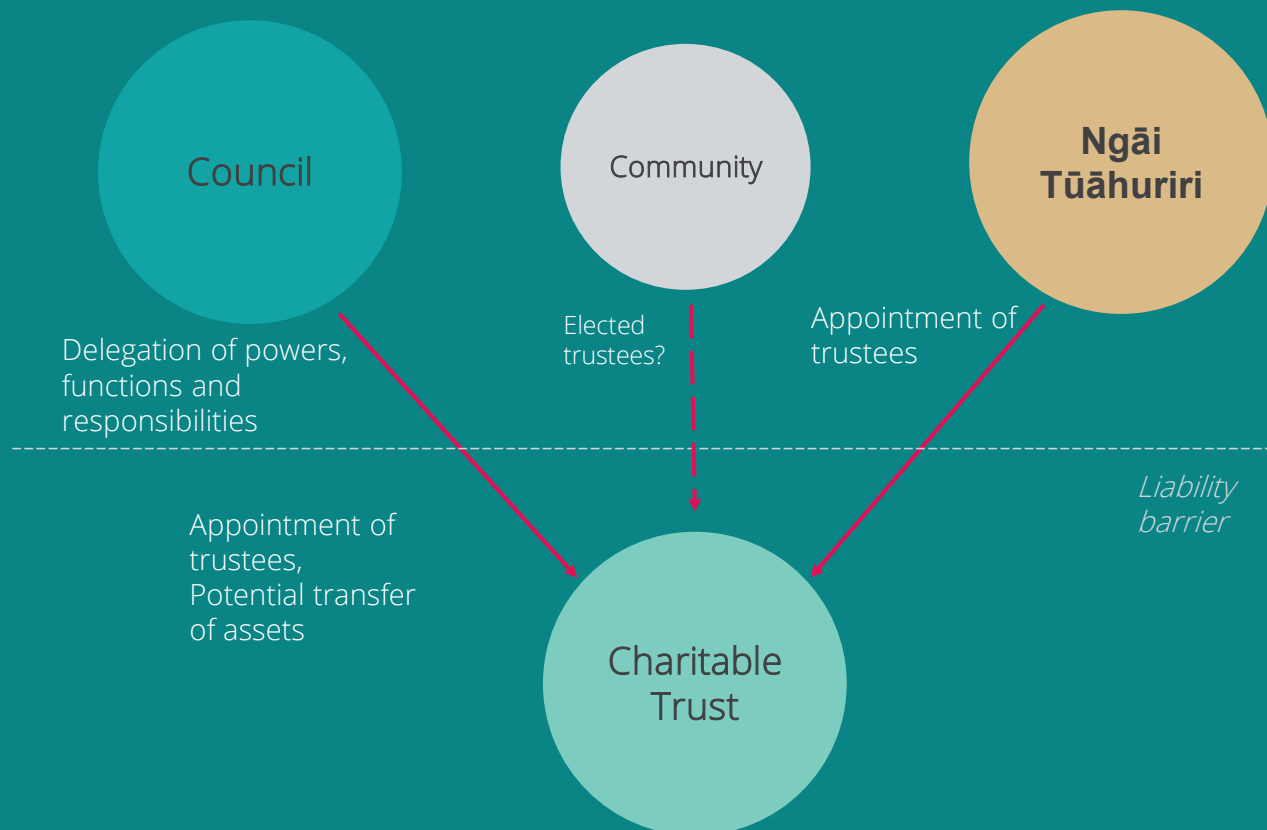 Council
Community
Ngāi
Tūāhuriri
Delegation of powers,
functions and
responsibilities
Elected
trustees?
Appointment of
trustees
Liability
barrier
Appointment of
trustees,
Potential transfer
of assets
Charitable
Trust